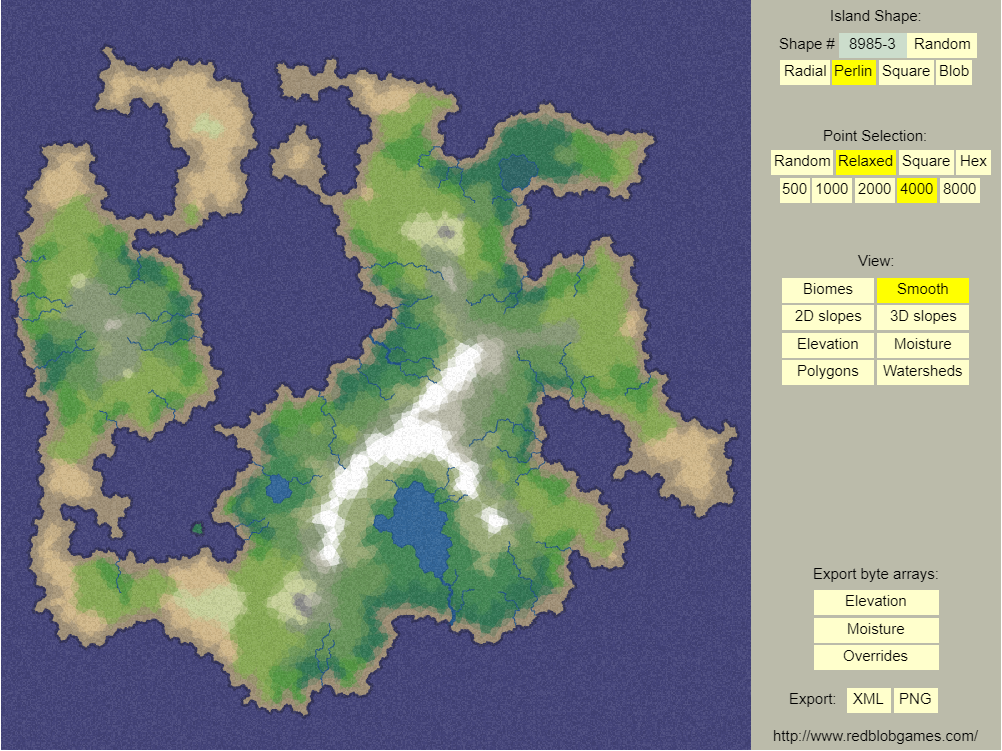 Island Shape:
Shape # 8985-3 Random
Radial Perlin Square Blob
Point Selection:
Random Relaxed Square Hex
500 1000 2000 4000 8000
View:
Biomes Smooth
2D slopes 3D slopes
Elevation Moisture
Polygons Watersheds
Export byte arrays:
Elevation
Moisture
Overrides
Export: XML PNG
http://www.redblobgames.com/